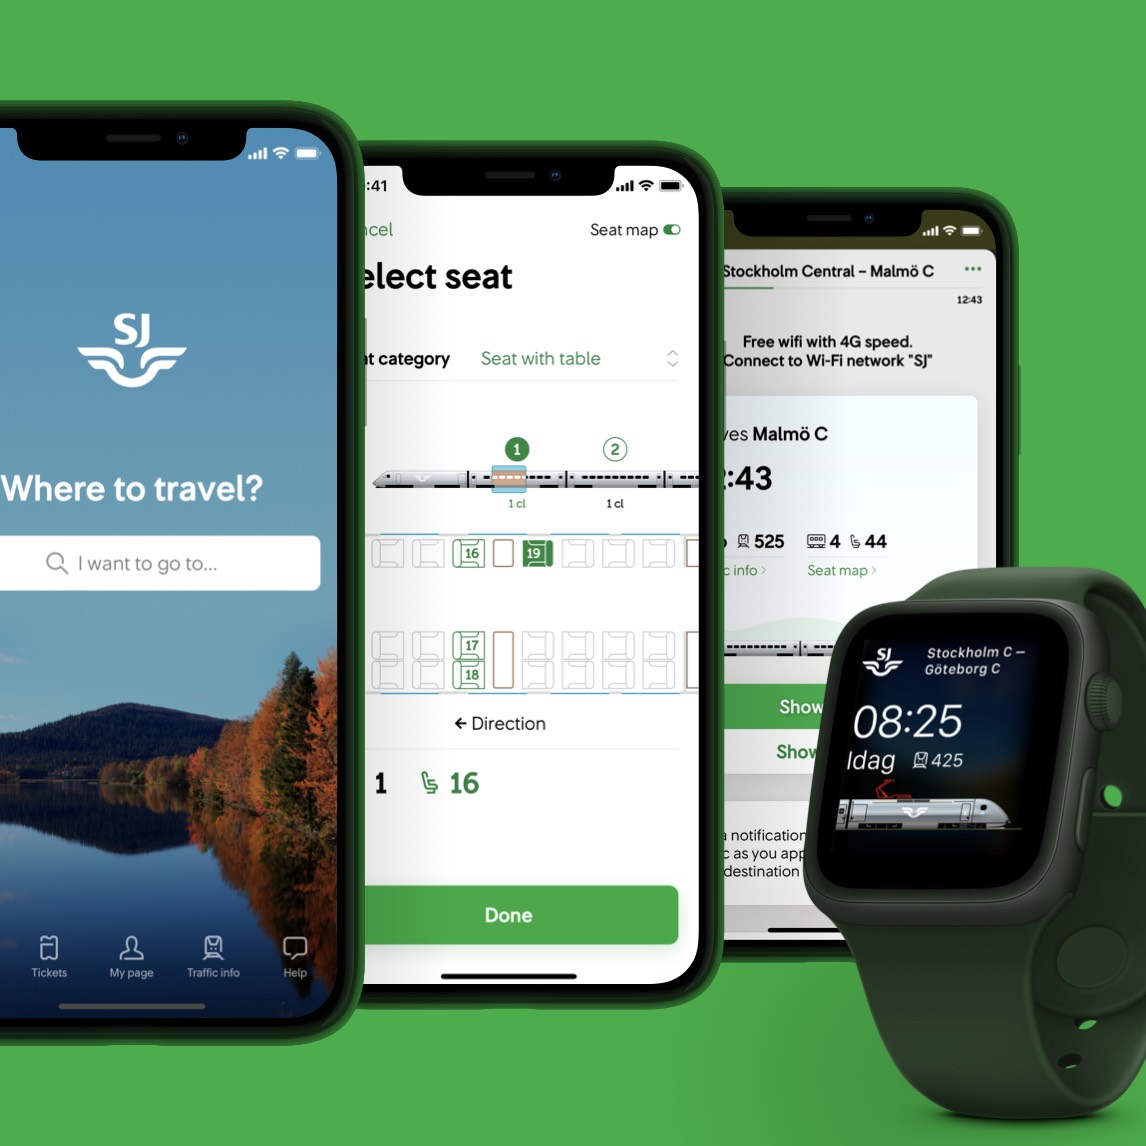 SJ
Where to travel?
I want to go to...
Tickets
My page
Traffic info
Help
:41
ncel
Seat map
elect seat
at category
Seat with table
1
2
1 cl
1 cl
16
19
17
18
← Direction
1
16
Done
Stockholm Central – Malmö C
12:43
Free wifi with 4G speed.
Connect to Wi-Fi network "SJ"
ves Malmö C
:43
525
4
44
c info >
Seat map >
Show
Show
a notification
c as you app
destination
SJ
Stockholm C –
Göteborg C
08:25
Idag
425